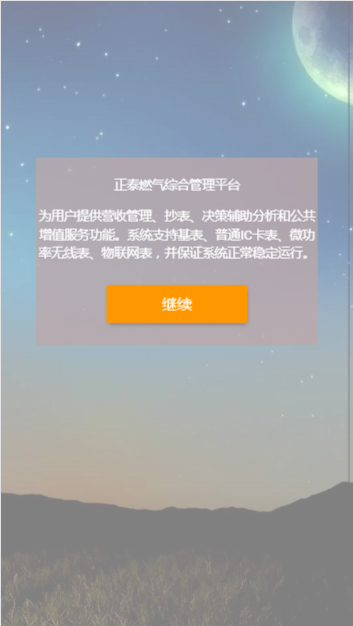 正泰燃气综合管理平台
为用户提供营收管理、抄表、决策辅助分析和公共
增值服务功能。系统支持基表、普通IC卡表、微功
率无线表、物联网表，并保证系统正常稳定运行。
继续